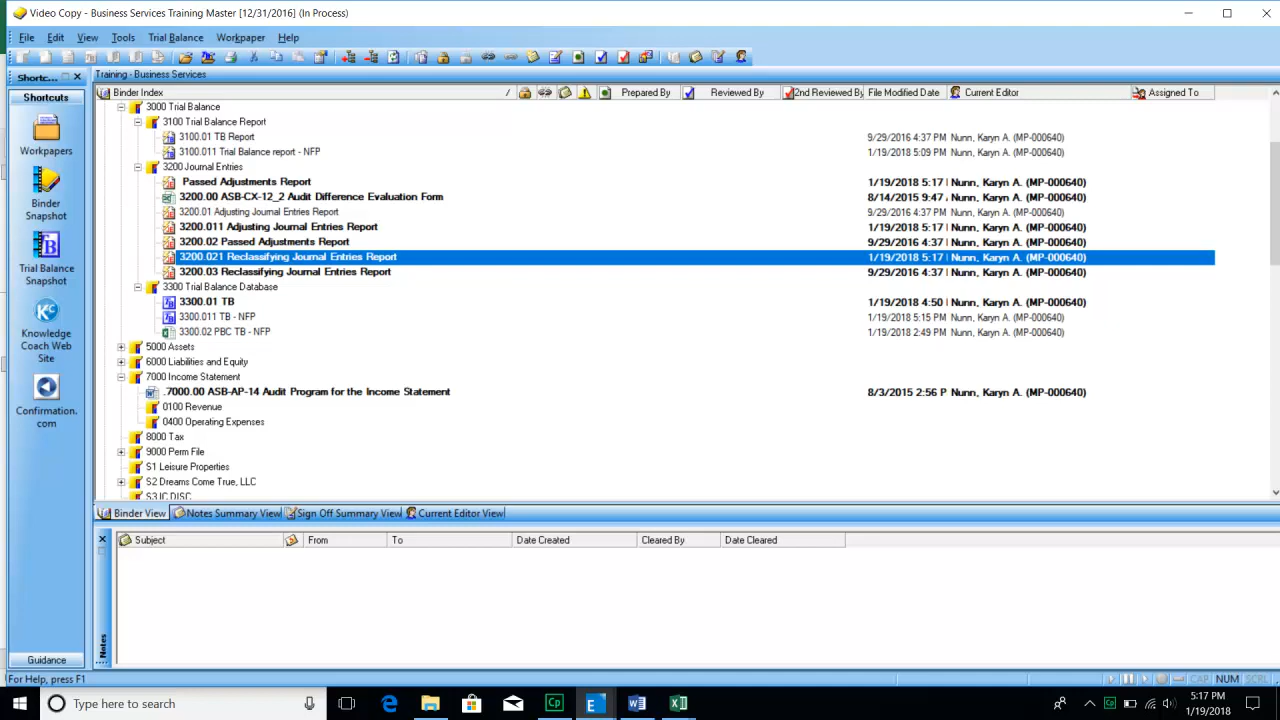 Video Copy - Business Services Training Master [12/31/2016] (In Process)
File Edit View Tools Trial Balance Workpaper Help
Shortc... Training - Business Services
Shortcuts
Workpapers
Binder
Snapshot
Trial Balance
Snapshot
Knowledge
Coach Web
Site
Confirmation.
com
Guidance
Binder Index / Prepared By Reviewed By 2nd Reviewed By File Modified Date Current Editor Assigned To
3000 Trial Balance
3100 Trial Balance Report
3100.01 TB Report 9/29/2016 4:37 PM Nunn, Karyn A. (MP-000640)
3100.011 Trial Balance report - NFP 1/19/2018 5:09 PM Nunn, Karyn A. (MP-000640)
3200 Journal Entries
Passed Adjustments Report 1/19/2018 5:17 Nunn, Karyn A. (MP-000640)
3200.00 ASB-CX-12_2 Audit Difference Evaluation Form 8/14/2015 9:47 Nunn, Karyn A. (MP-000640)
3200.01 Adjusting Journal Entries Report 9/29/2016 4:37 PM Nunn, Karyn A. (MP-000640)
3200.011 Adjusting Journal Entries Report 1/19/2018 5:17 Nunn, Karyn A. (MP-000640)
3200.02 Passed Adjustments Report 9/29/2016 4:37 Nunn, Karyn A. (MP-000640)
3200.021 Reclassifying Journal Entries Report 1/19/2018 5:17 Nunn, Karyn A. (MP-000640)
3200.03 Reclassifying Journal Entries Report 9/29/2016 4:37 Nunn, Karyn A. (MP-000640)
3300 Trial Balance Database
3300.01 TB 1/19/2018 4:50 Nunn, Karyn A. (MP-000640)
3300.011 TB - NFP 1/19/2018 5:15 PM Nunn, Karyn A. (MP-000640)
3300.02 PBC TB - NFP 1/19/2018 2:49 PM Nunn, Karyn A. (MP-000640)
5000 Assets
6000 Liabilities and Equity
7000 Income Statement
.7000.00 ASB-AP-14 Audit Program for the Income Statement 8/3/2015 2:56 P Nunn, Karyn A. (MP-000640)
0100 Revenue
0400 Operating Expenses
8000 Tax
9000 Perm File
S1 Leisure Properties
S2 Dreams Come True, LLC
S3 IC DISC
Binder View Notes Summary View Sign Off Summary View Current Editor View
Subject From To Date Created Cleared By Date Cleared
Notes
For Help, press F1 CAP NUM SCRL
Type here to search
5:17 PM
1/19/2018